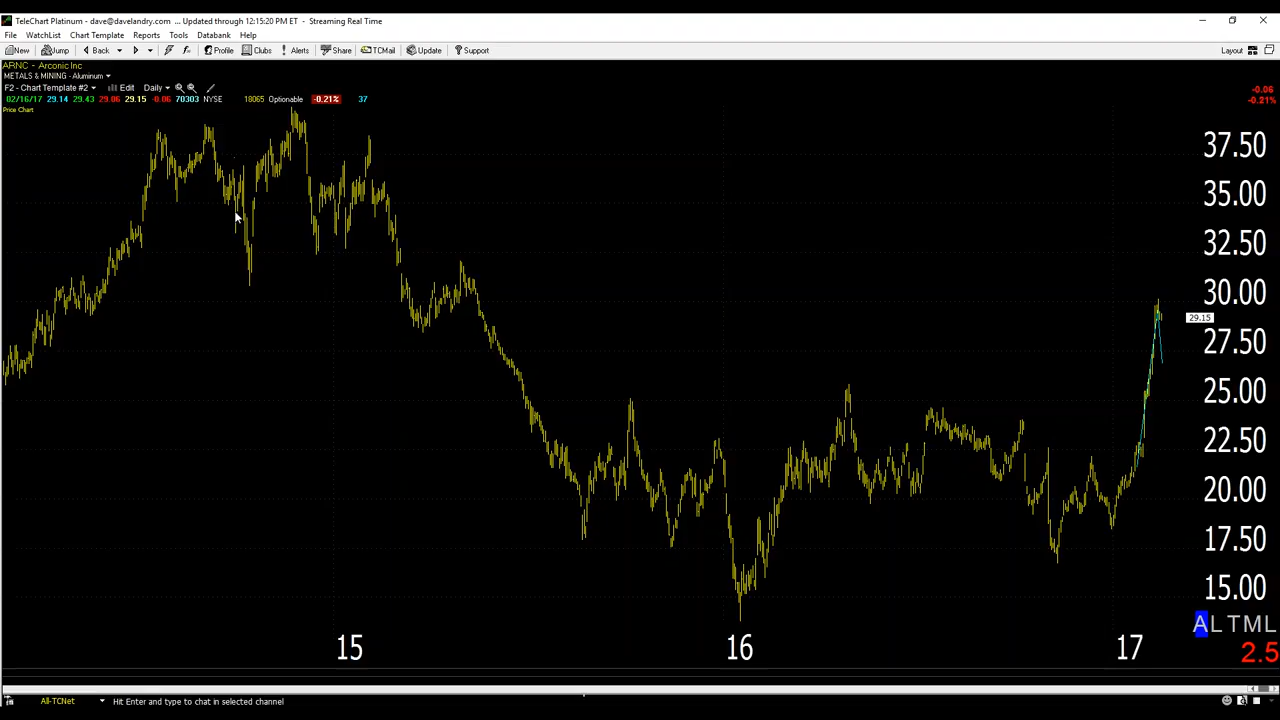 TeleChart Platinum - dave@davelandry.com ... Updated through 12:15:20 PM ET - Streaming Real Time
File WatchList Chart Template Reports Tools Databank Help
New Jump Back Profile Clubs Alerts Share TCMail Update Support Layout
ARNC - Arconic Inc
METALS & MINING - Aluminum
F2 - Chart Template #2 Edit Daily
02/16/17 29.14 29.43 29.06 29.15 -0.06 70303 NYSE 18065 Optionable -0.21% 37
-0.06
-0.21%
Price Chart
37.50
35.00
32.50
30.00
29.15
27.50
25.00
22.50
20.00
17.50
15.00
ALTML
15 16 17
2.5
All-TCNet Hit Enter and type to chat in selected channel